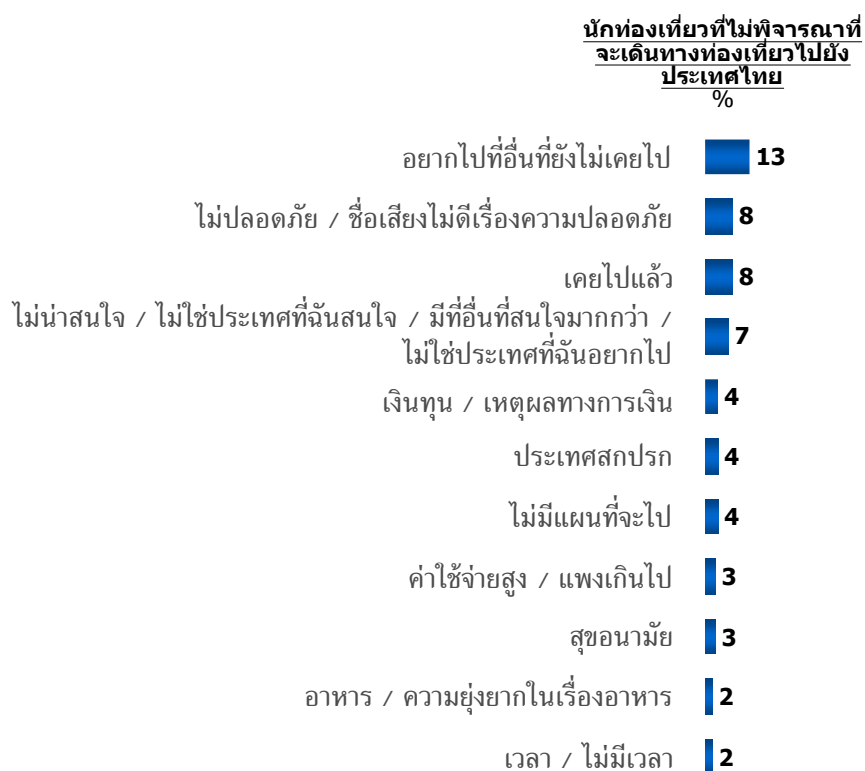 นักท่องเที่ยวที่ไม่พิจารณาที่
จะเดินทางท่องเที่ยวไปยัง
ประเทศไทย
%
อยากไปที่อื่นที่ยังไม่เคยไป 13
ไม่ปลอดภัย / ชื่อเสียงไม่ดีเรื่องความปลอดภัย 8
เคยไปแล้ว 8
ไม่น่าสนใจ / ไม่ใช่ประเทศที่ฉันสนใจ / มีที่อื่นที่สนใจมากกว่า /
ไม่ใช่ประเทศที่ฉันอยากไป 7
เงินทุน / เหตุผลทางการเงิน 4
ประเทศสกปรก 4
ไม่มีแผนที่จะไป 4
ค่าใช้จ่ายสูง / แพงเกินไป 3
สุขอนามัย 3
อาหาร / ความยุ่งยากในเรื่องอาหาร 2
เวลา / ไม่มีเวลา 2